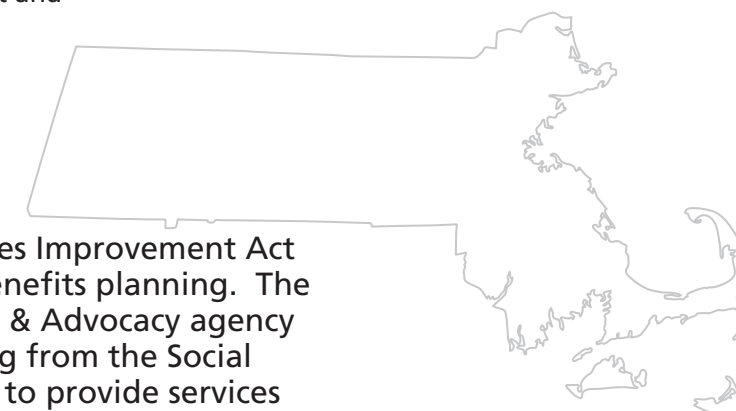 and
es Improvement Act
enefits planning.  The
& Advocacy agency
g from the Social
to provide services